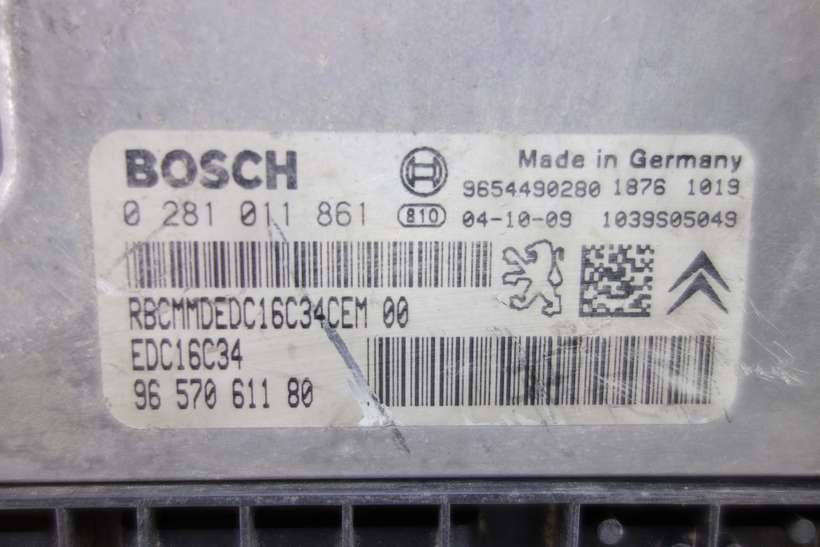 BOSCH
Made in Germany
9654490280 1876 1019
0 281 011 861
810
04-10-09 1039S05049
RBCMMDEDC16C34CEM 00
EDC16C34
96 570 611 80